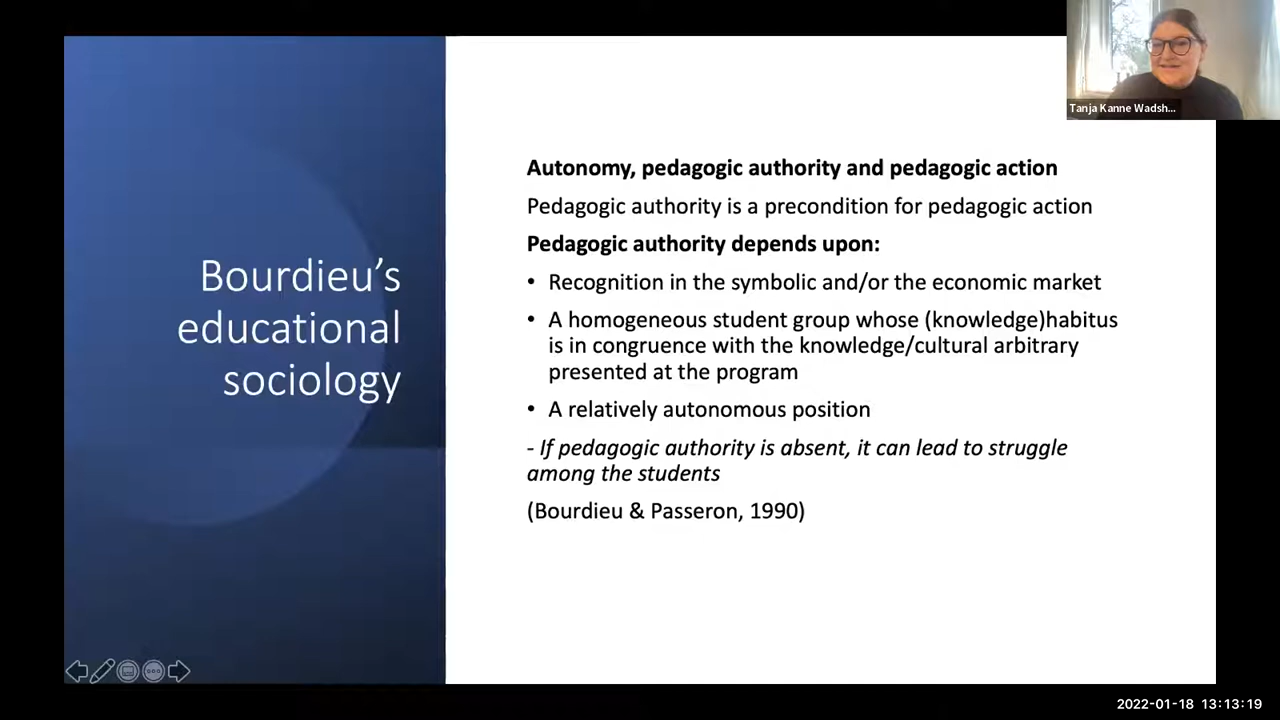 Tanja Kanne Wadsh...
Bourdieu's
educational
sociology
Autonomy, pedagogic authority and pedagogic action
Pedagogic authority is a precondition for pedagogic action
Pedagogic authority depends upon:
• Recognition in the symbolic and/or the economic market
• A homogeneous student group whose (knowledge)habitus
is in congruence with the knowledge/cultural arbitrary
presented at the program
• A relatively autonomous position
- If pedagogic authority is absent, it can lead to struggle
among the students
(Bourdieu & Passeron, 1990)
2022-01-18 13:13:19